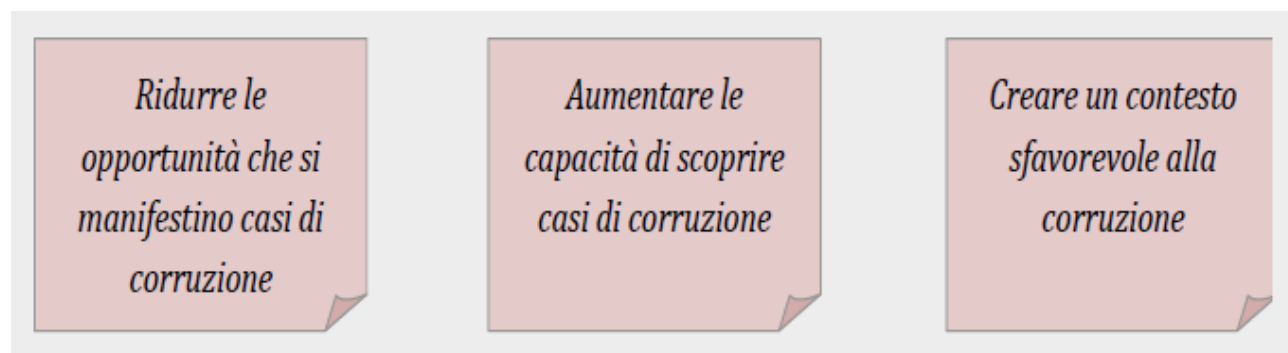 Ridurre le
opportunità che si
manifestino casi di
corruzione
Aumentare le
capacità di scoprire
casi di corruzione
Creare un contesto
sfavorevole alla
corruzione